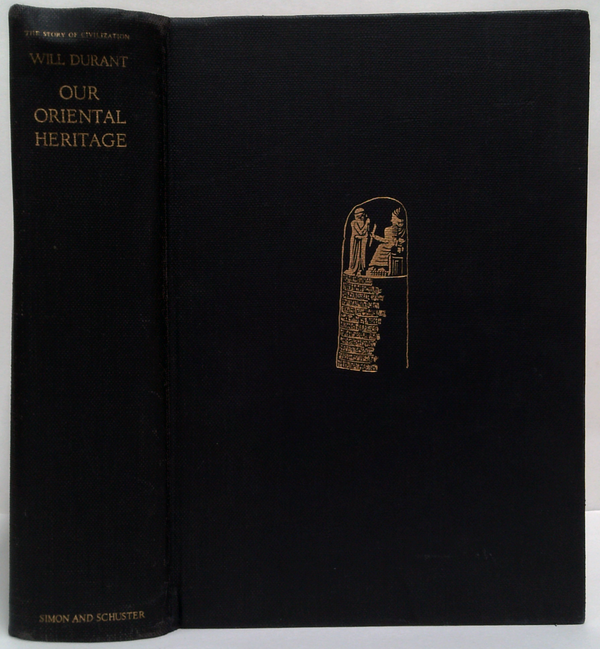 THE STORY OF CIVILIZATION
WILL DURANT
OUR
ORIENTAL
HERITAGE
SIMON AND SCHUSTER